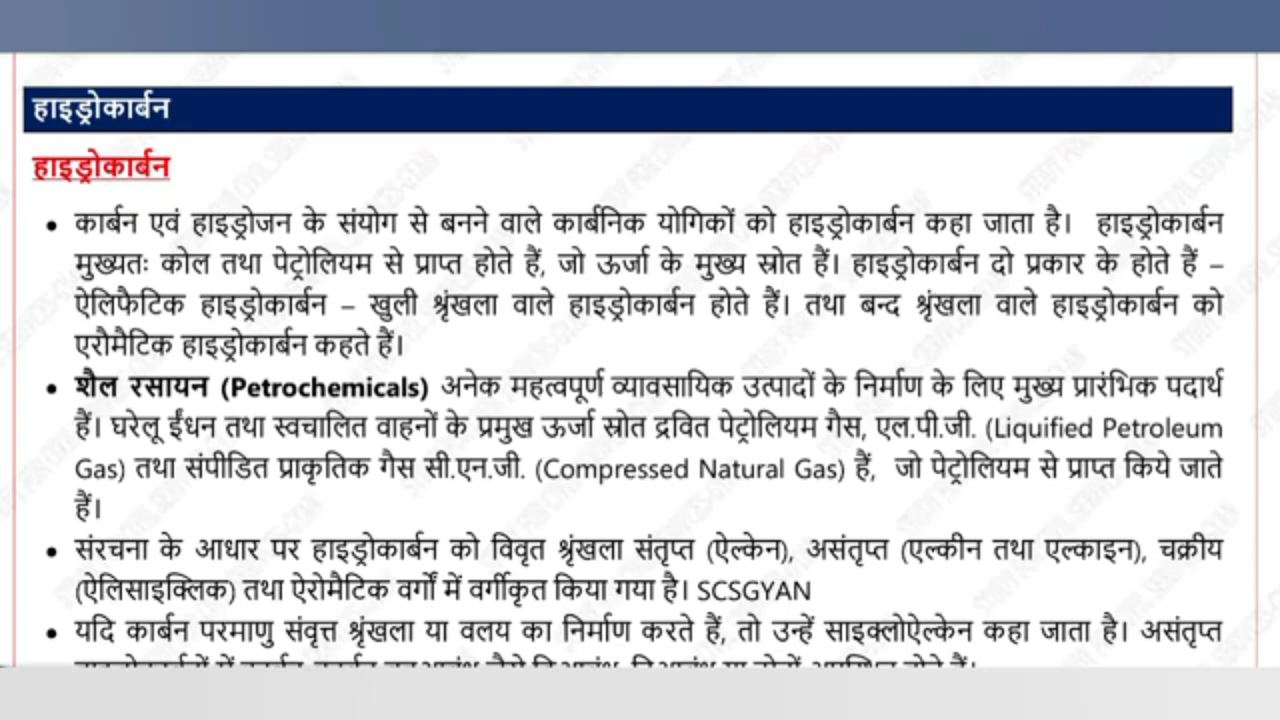 हाइड्रोकार्बन
हाइड्रोकार्बन
• कार्बन एवं हाइड्रोजन के संयोग से बनने वाले कार्बनिक योगिकों को हाइड्रोकार्बन कहा जाता है। हाइड्रोकार्बन
मुख्यतः कोल तथा पेट्रोलियम से प्राप्त होते हैं, जो ऊर्जा के मुख्य स्रोत हैं। हाइड्रोकार्बन दो प्रकार के होते हैं –
ऐलिफैटिक हाइड्रोकार्बन – खुली श्रृंखला वाले हाइड्रोकार्बन होते हैं। तथा बन्द श्रृंखला वाले हाइड्रोकार्बन को
एरोमैटिक हाइड्रोकार्बन कहते हैं।
• शैल रसायन (Petrochemicals) अनेक महत्वपूर्ण व्यावसायिक उत्पादों के निर्माण के लिए मुख्य प्रारंभिक पदार्थ
हैं। घरेलू ईंधन तथा स्वचालित वाहनों के प्रमुख ऊर्जा स्रोत द्रवित पेट्रोलियम गैस, एल.पी.जी. (Liquified Petroleum
Gas) तथा संपीडित प्राकृतिक गैस सी.एन.जी. (Compressed Natural Gas) हैं, जो पेट्रोलियम से प्राप्त किये जाते
हैं।
• संरचना के आधार पर हाइड्रोकार्बन को विवृत श्रृंखला संतृप्त (ऐल्केन), असंतृप्त (एल्कीन तथा एल्काइन), चक्रीय
(ऐलिसाइक्लिक) तथा ऐरोमैटिक वर्गों में वर्गीकृत किया गया है। SCSGYAN
• यदि कार्बन परमाणु संवृत्त श्रृंखला या वलय का निर्माण करते हैं, तो उन्हें साइक्लोऐल्केन कहा जाता है। असंतृप्त